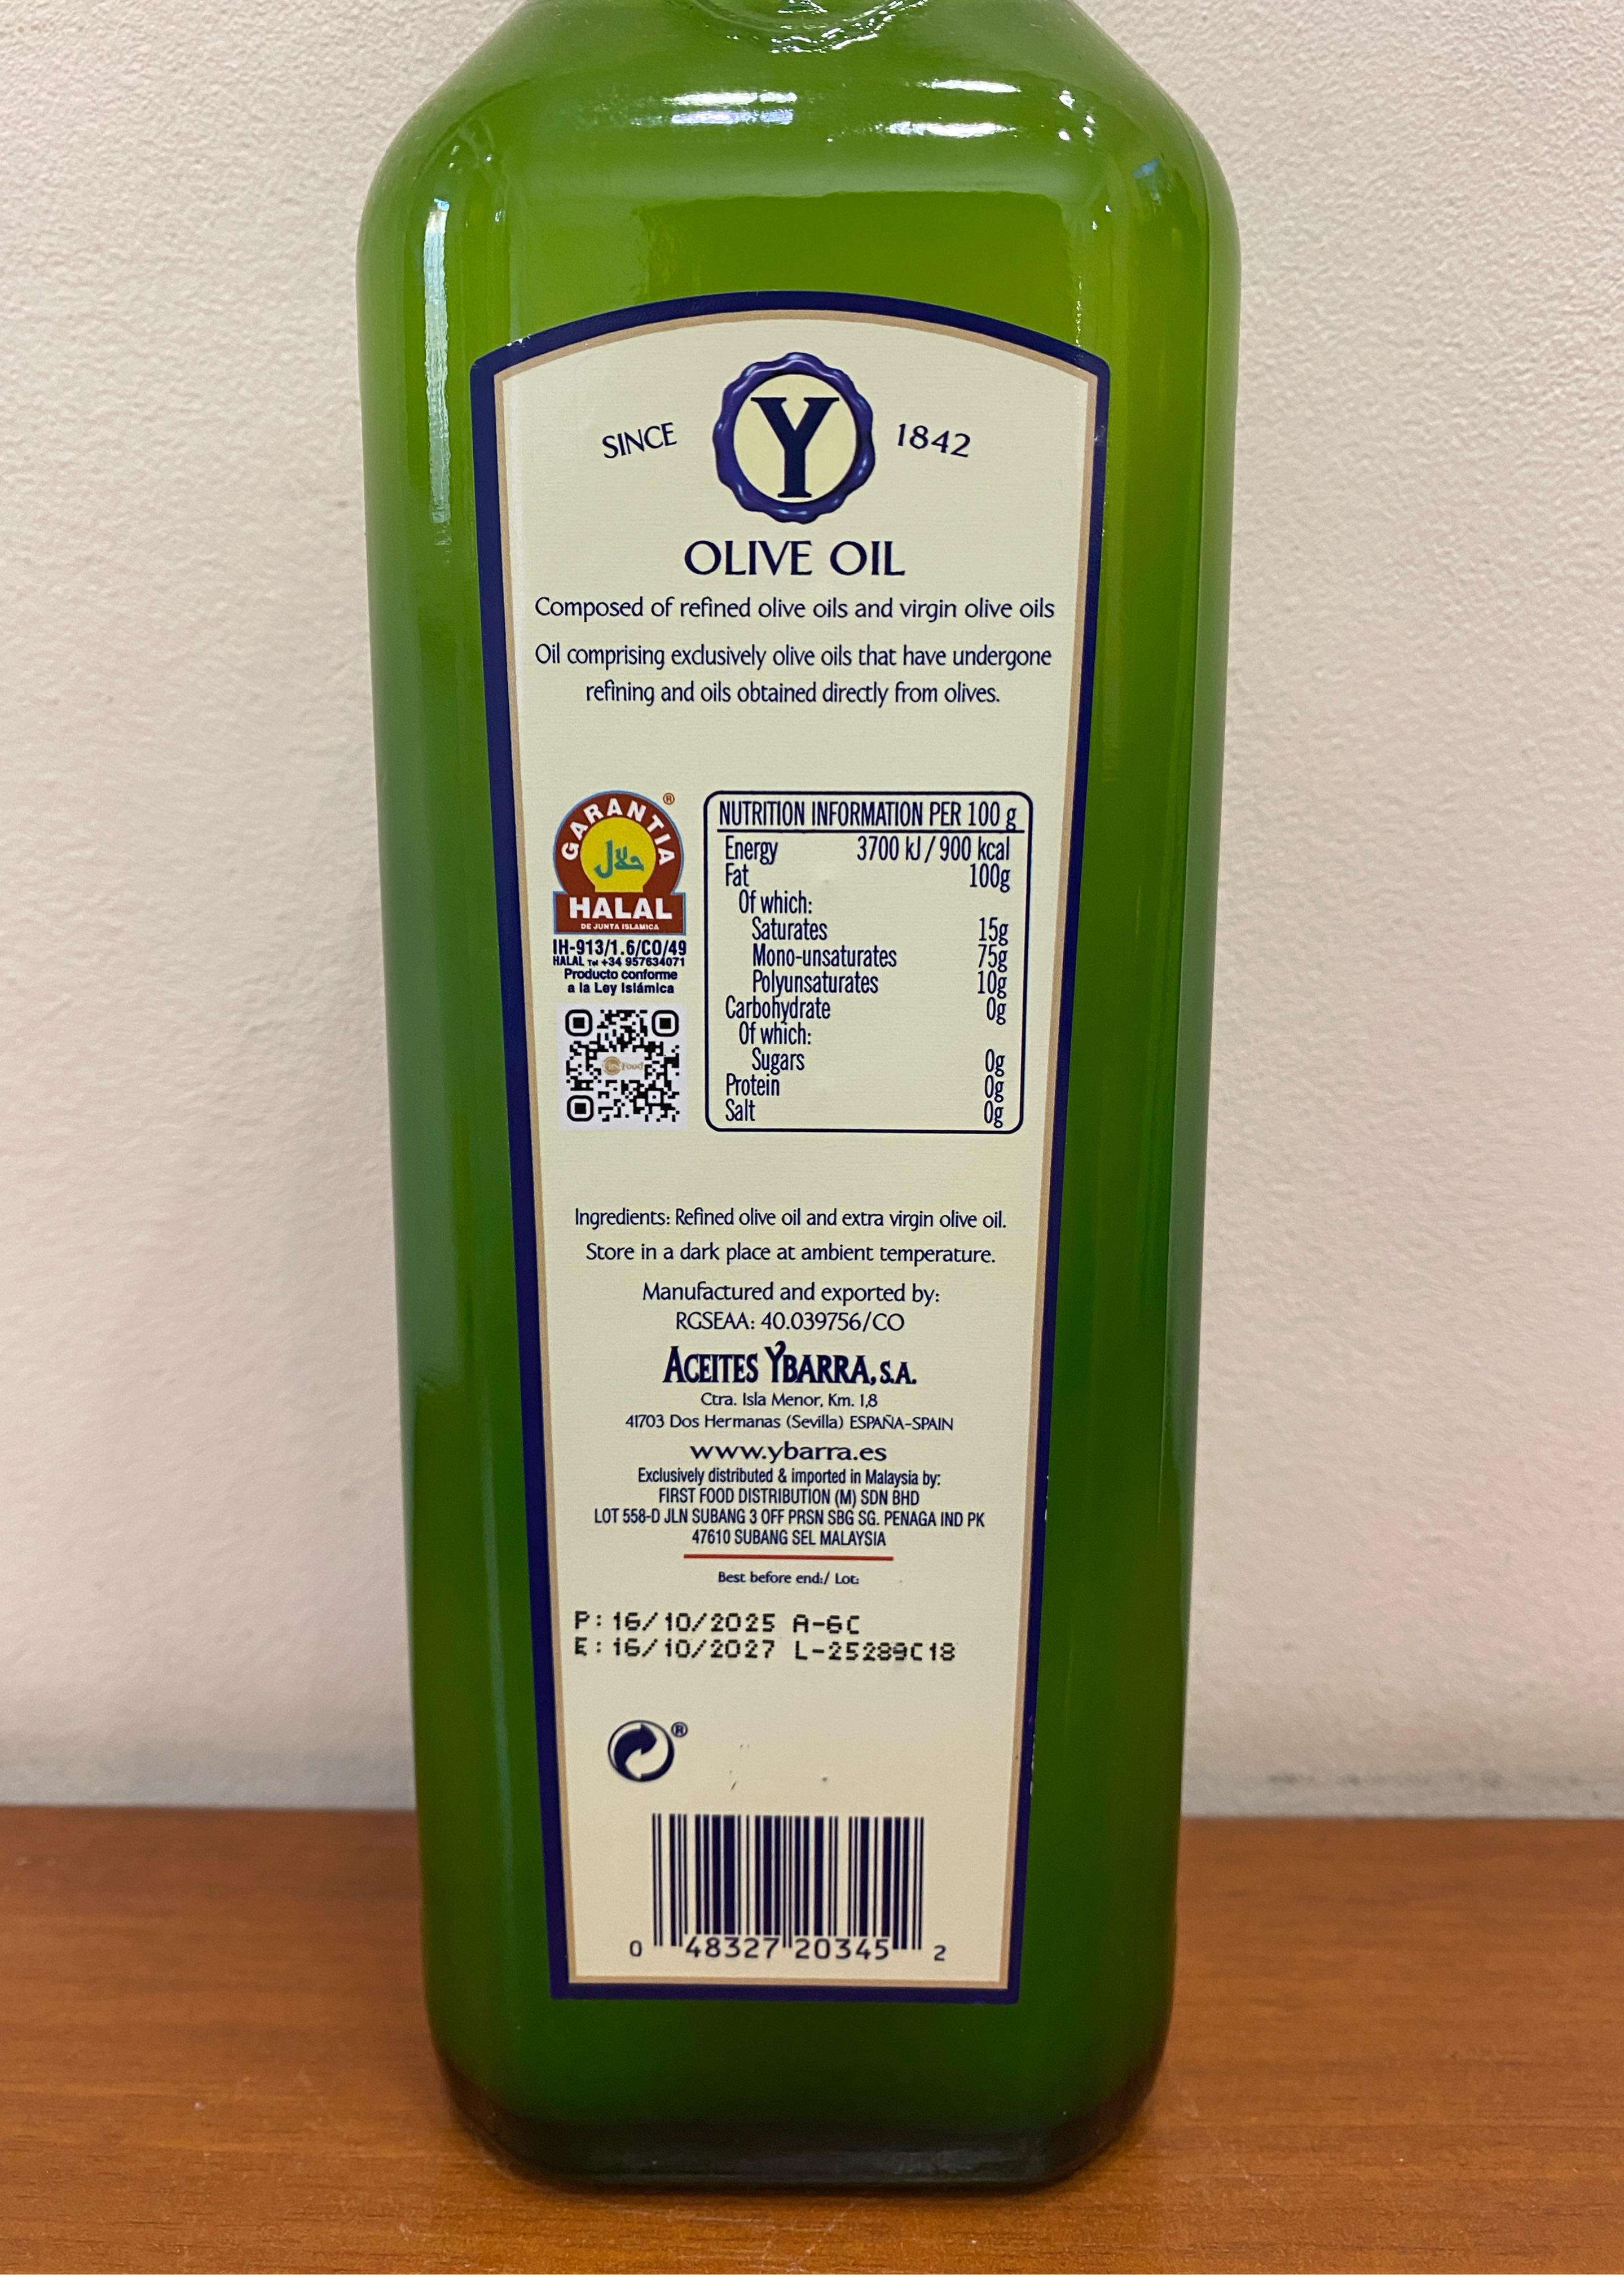 SINCE Y 1842
OLIVE OIL
Composed of refined olive oils and virgin olive oils
Oil comprising exclusively olive oils that have undergone
refining and oils obtained directly from olives.
GARANTIA ®
حلال
HALAL
DE JUNTA ISLAMICA
IH-913/1.6/CO/49
HALAL Tel +34 957634071
Producto conforme
a la Ley Islámica
Food
NUTRITION INFORMATION PER 100 g
Energy 3700 kJ / 900 kcal
Fat 100g
Of which:
Saturates 15g
Mono-unsaturates 75g
Polyunsaturates 10g
Carbohydrate 0g
Of which:
Sugars 0g
Protein 0g
Salt 0g
Ingredients: Refined olive oil and extra virgin olive oil.
Store in a dark place at ambient temperature.
Manufactured and exported by:
RGSEAA: 40.039756/CO
ACEITES YBARRA, S.A.
Ctra. Isla Menor, Km. 1,8
41703 Dos Hermanas (Sevilla) ESPAÑA-SPAIN
www.ybarra.es
Exclusively distributed & imported in Malaysia by:
FIRST FOOD DISTRIBUTION (M) SDN BHD
LOT 558-D JLN SUBANG 3 OFF PRSN SBG SG. PENAGA IND PK
47610 SUBANG SEL MALAYSIA
Best before end:/ Lot:
P: 16/10/2025 A-6C
E: 16/10/2027 L-25289C18
®
0 48327 20345 2